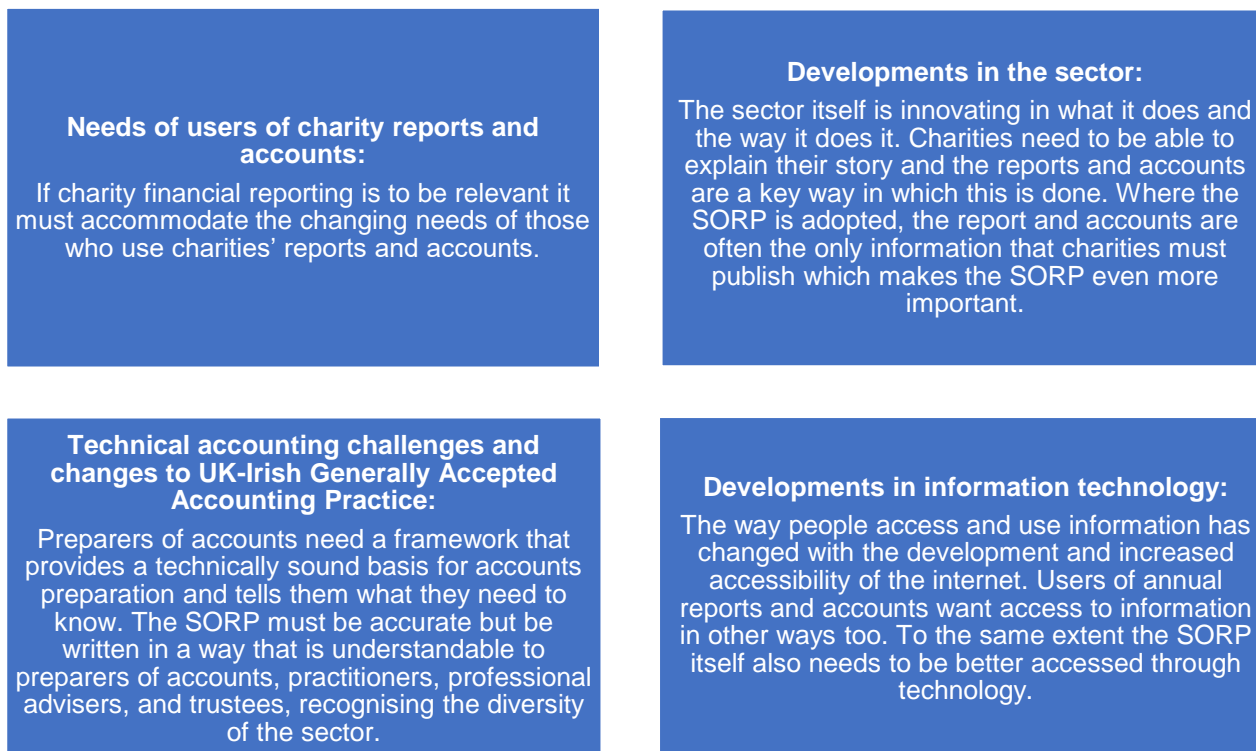 Needs of users of charity reports and
accounts:
If charity financial reporting is to be relevant it
must accommodate the changing needs of those
who use charities’ reports and accounts.
Developments in the sector:
The sector itself is innovating in what it does and
the way it does it. Charities need to be able to
explain their story and the reports and accounts
are a key way in which this is done. Where the
SORP is adopted, the report and accounts are
often the only information that charities must
publish which makes the SORP even more
important.
Technical accounting challenges and
changes to UK-Irish Generally Accepted
Accounting Practice:
Preparers of accounts need a framework that
provides a technically sound basis for accounts
preparation and tells them what they need to
know. The SORP must be accurate but be
written in a way that is understandable to
preparers of accounts, practitioners, professional
advisers, and trustees, recognising the diversity
of the sector.
Developments in information technology:
The way people access and use information has
changed with the development and increased
accessibility of the internet. Users of annual
reports and accounts want access to information
in other ways too. To the same extent the SORP
itself also needs to be better accessed through
technology.